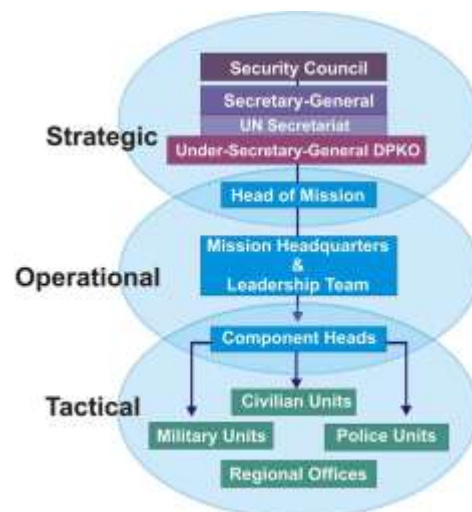 Security Council
Secretary-General
UN Secretariat
Strategic
Under-Secretary-General DPKO
Head of Mission
Mission Headquarters
&
Leadership Team
Operational
Component Heads
Civilian Units
Tactical
Military Units
Police Units
Regional Offices